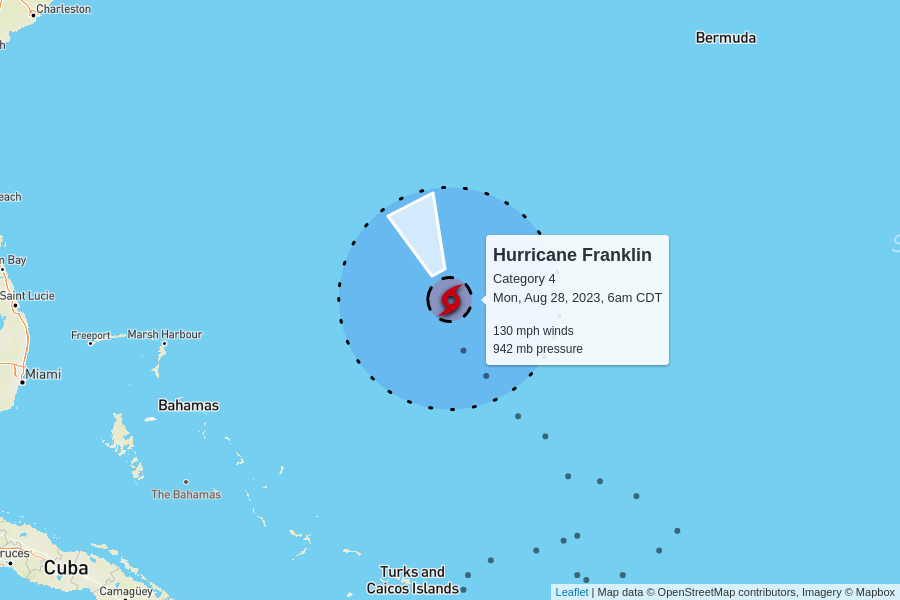 Charleston
h
Bermuda
each
n Bay
Saint Lucie
Freeport
Marsh Harbour
Miami
Bahamas
The Bahamas
Hurricane Franklin
Category 4
Mon, Aug 28, 2023, 6am CDT
130 mph winds
942 mb pressure
ruces
Cuba
Camagüey
Turks and
Caicos Islands
Leaflet | Map data © OpenStreetMap contributors, Imagery © Mapbox